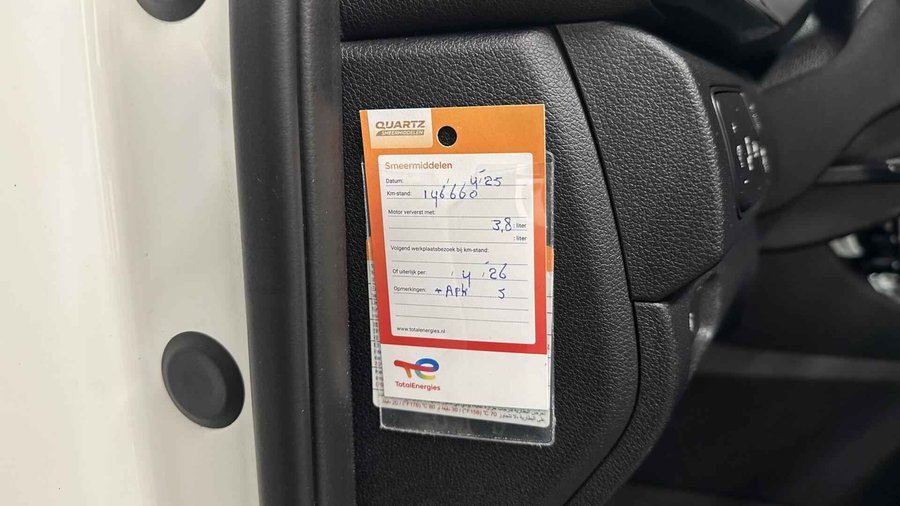 QUARTZ
SMEERMIDDELEN
Smeermiddelen
Datum: 4 '25
Km-stand: 146660
Motor ververst met:
3,8 : liter
: liter
Volgend werkplaatsbezoek bij km-stand:
Of uiterlijk per: 4 '26
Opmerkingen: + Apk 5
www.totalenergies.nl
TotalEnergies